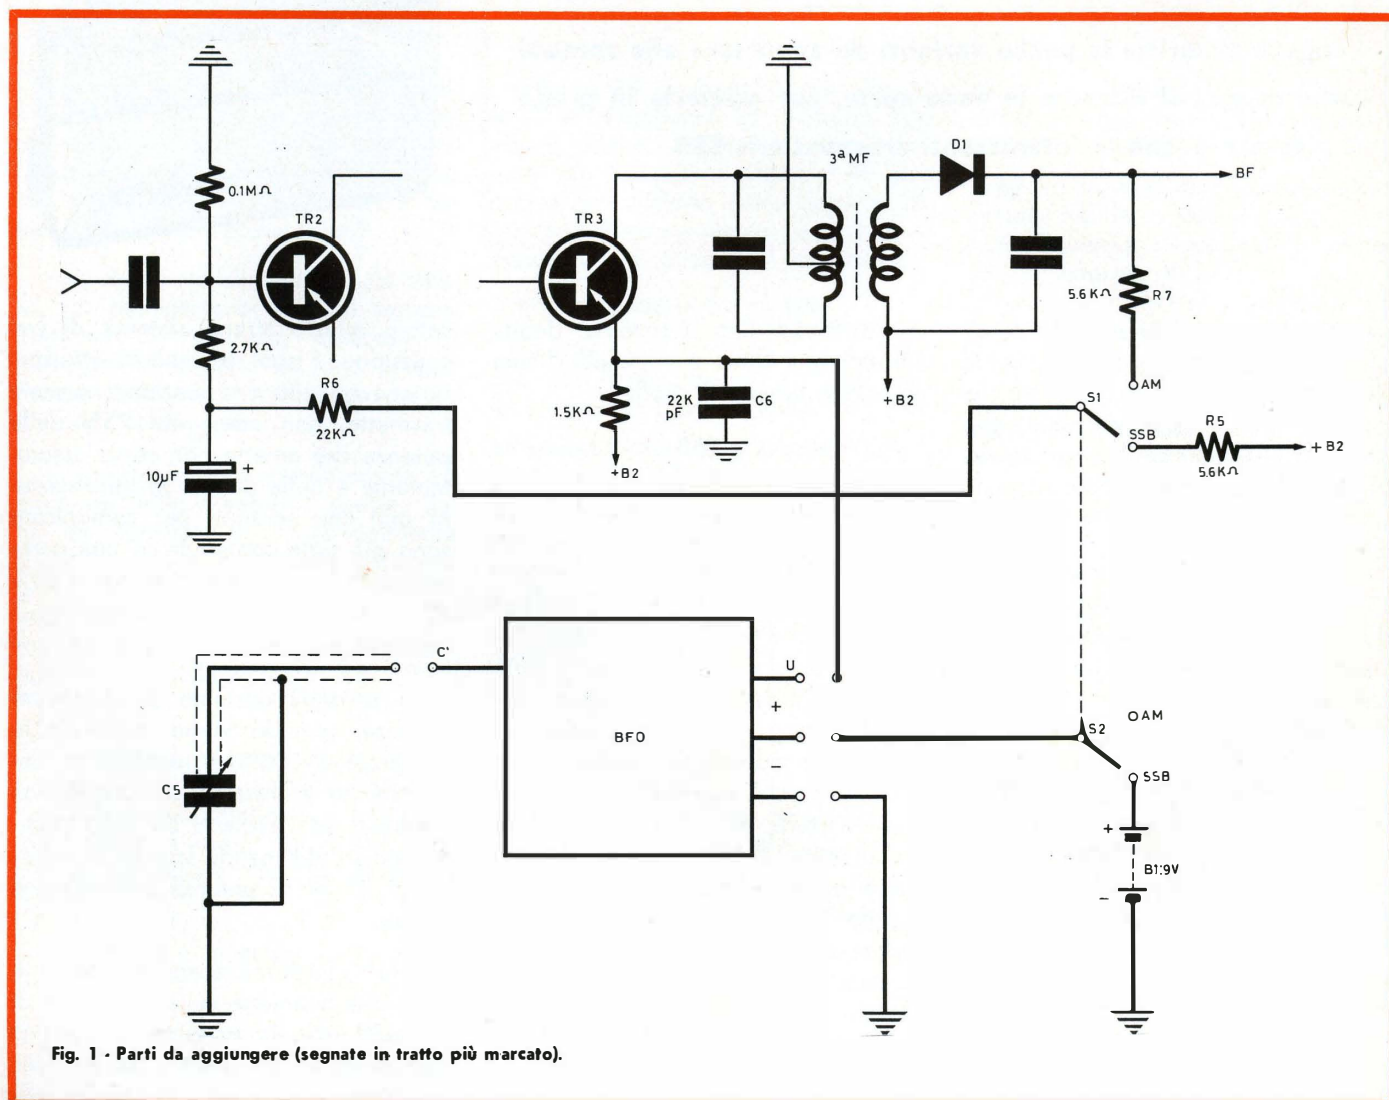 3ª MF
D1
BF
0.1MΩ
TR2
TR3
5.6KΩ
R7
2.7KΩ
AM
R6
22KΩ
1.5KΩ
22K
pF
C6
+B2
S1
SSB
R5
+B2
5.6KΩ
10µF
+
−
+B2
C'
U
+
BFO
−
C5
AM
S2
SSB
+
B1:9V
−
Fig. 1 - Parti da aggiungere (segnate in tratto più marcato).